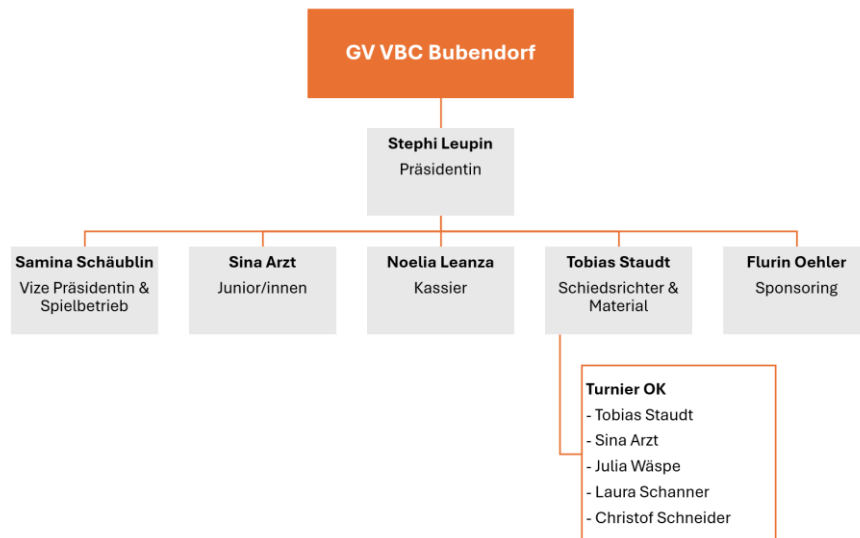 GV VBC Bubendorf
Stephi Leupin
Präsidentin
Samina Schäublin
Vize Präsidentin &
Spielbetrieb
Sina Arzt
Junior/innen
Noelia Leanza
Kassier
Tobias Staudt
Schiedsrichter &
Material
Flurin Oehler
Sponsoring
Turnier OK
- Tobias Staudt
- Sina Arzt
- Julia Wäspe
- Laura Schanner
- Christof Schneider